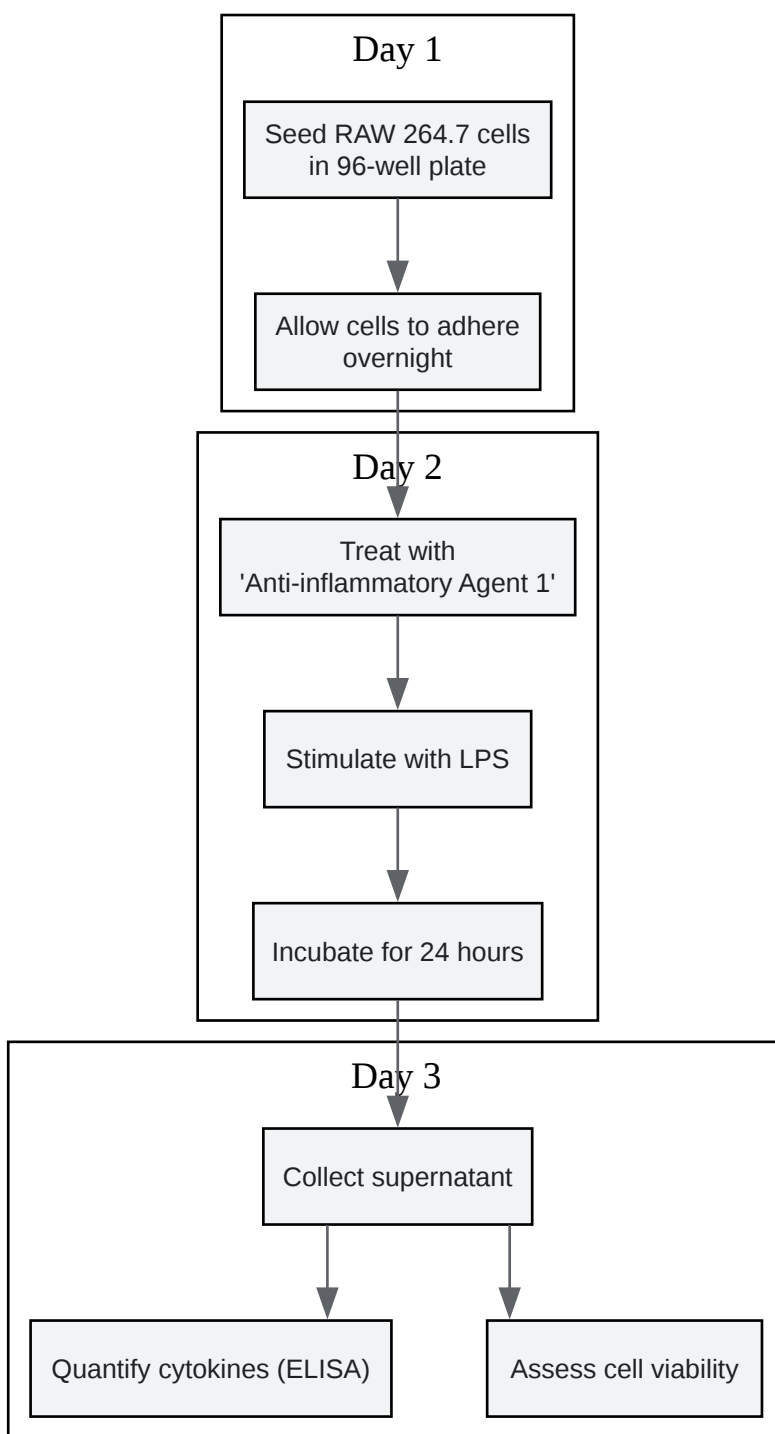 Day 1
Seed RAW 264.7 cells
in 96-well plate
Allow cells to adhere
overnight
Day 2
Treat with
'Anti-inflammatory Agent 1'
Stimulate with LPS
Incubate for 24 hours
Day 3
Collect supernatant
Quantify cytokines (ELISA)
Assess cell viability